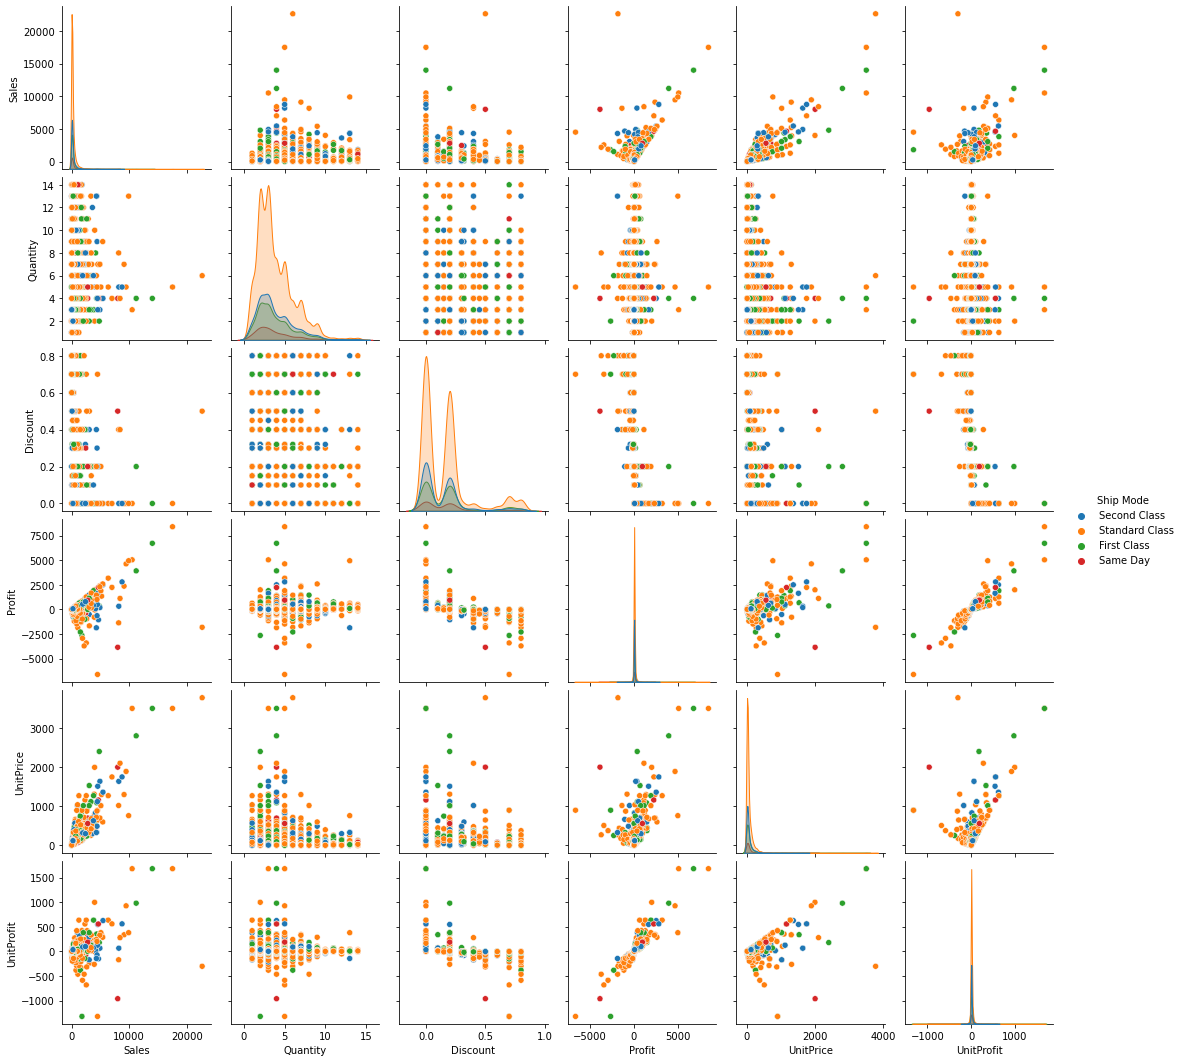 20000
15000
10000
5000
0
Sales
14
12
10
8
6
4
2
Quantity
0.8
0.6
0.4
0.2
0.0
Discount
Ship Mode
Second Class
Standard Class
First Class
Same Day
7500
5000
2500
0
−2500
−5000
Profit
3000
2000
1000
0
UnitPrice
1500
1000
500
0
−500
−1000
UnitProfit
0 10000 20000 0 5 10 15 0.0 0.5 1.0 −5000 0 5000 0 2000 4000 −1000 0 1000
Sales Quantity Discount Profit UnitPrice UnitProfit